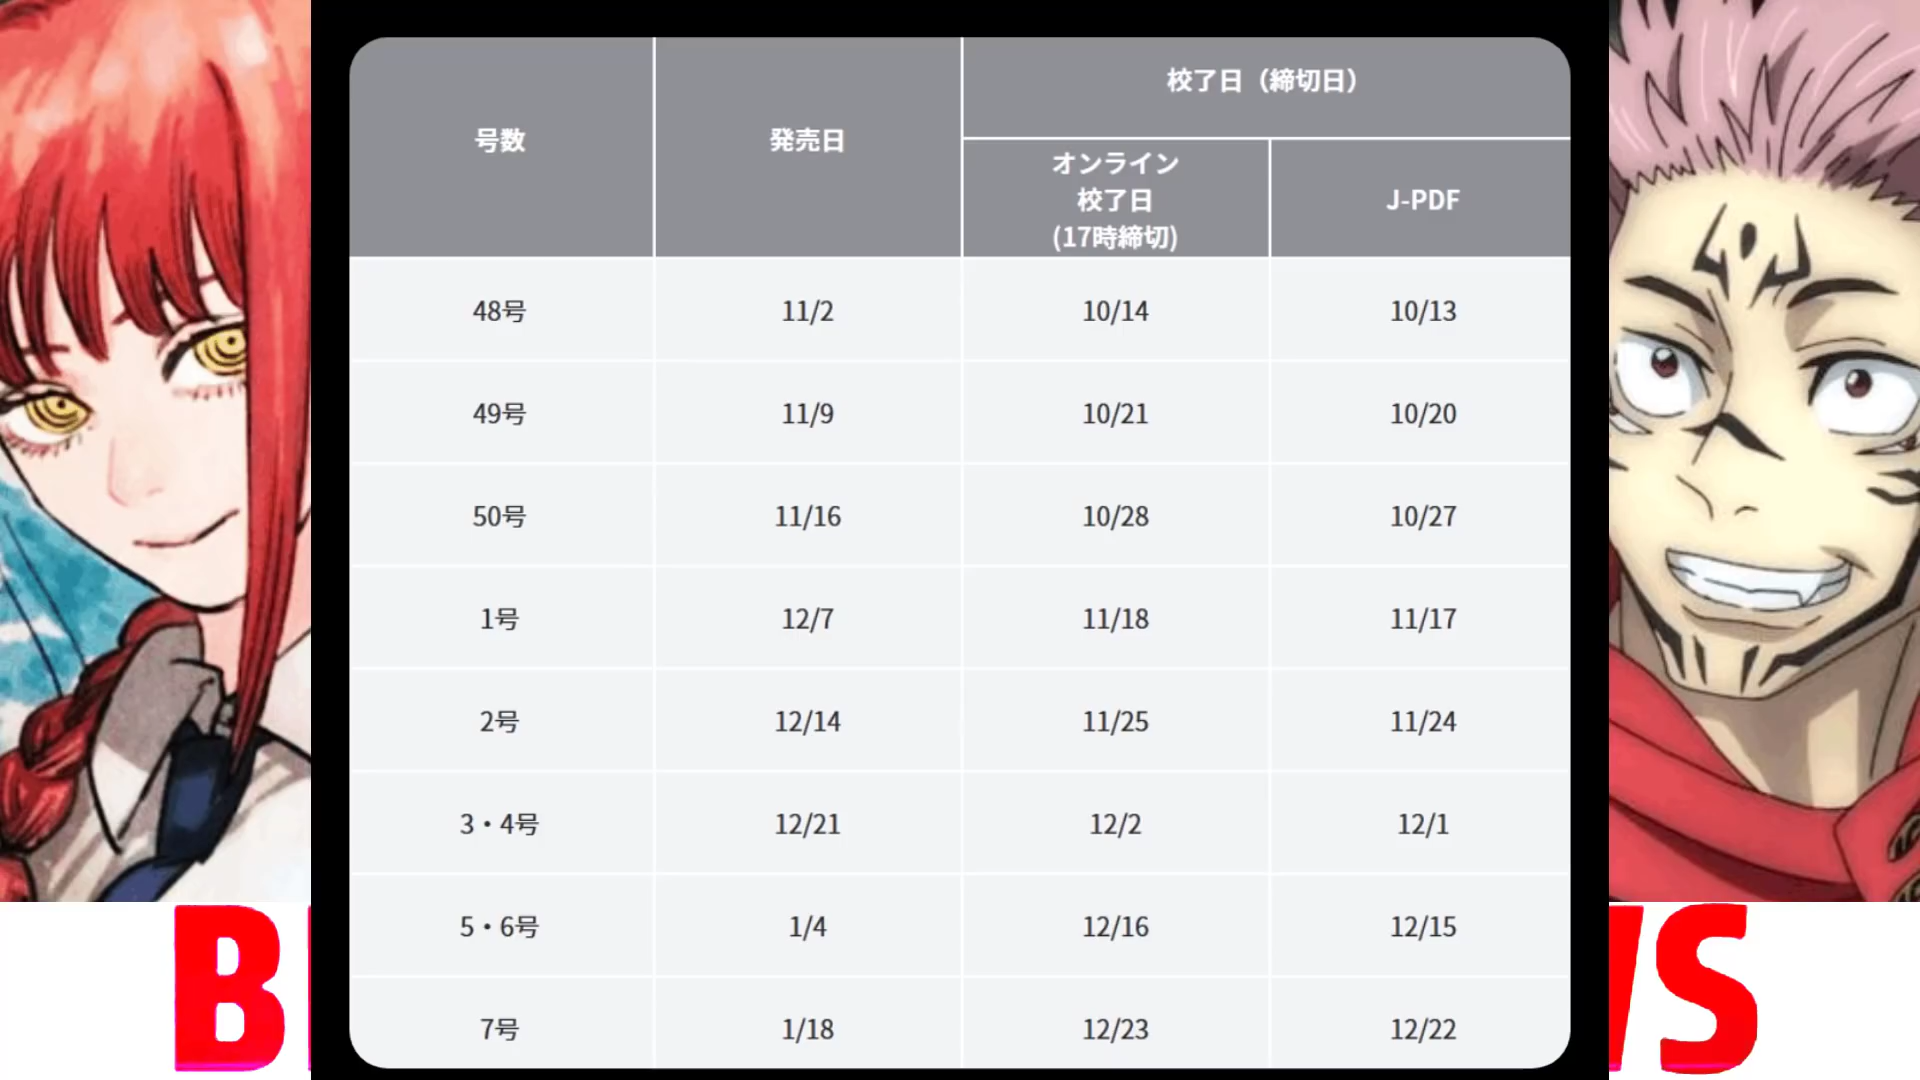 号数
発売日
校了日（締切日）
オンライン
校了日
(17時締切)
J-PDF
48号 11/2 10/14 10/13
49号 11/9 10/21 10/20
50号 11/16 10/28 10/27
1号 12/7 11/18 11/17
2号 12/14 11/25 11/24
3・4号 12/21 12/2 12/1
5・6号 1/4 12/16 12/15
7号 1/18 12/23 12/22